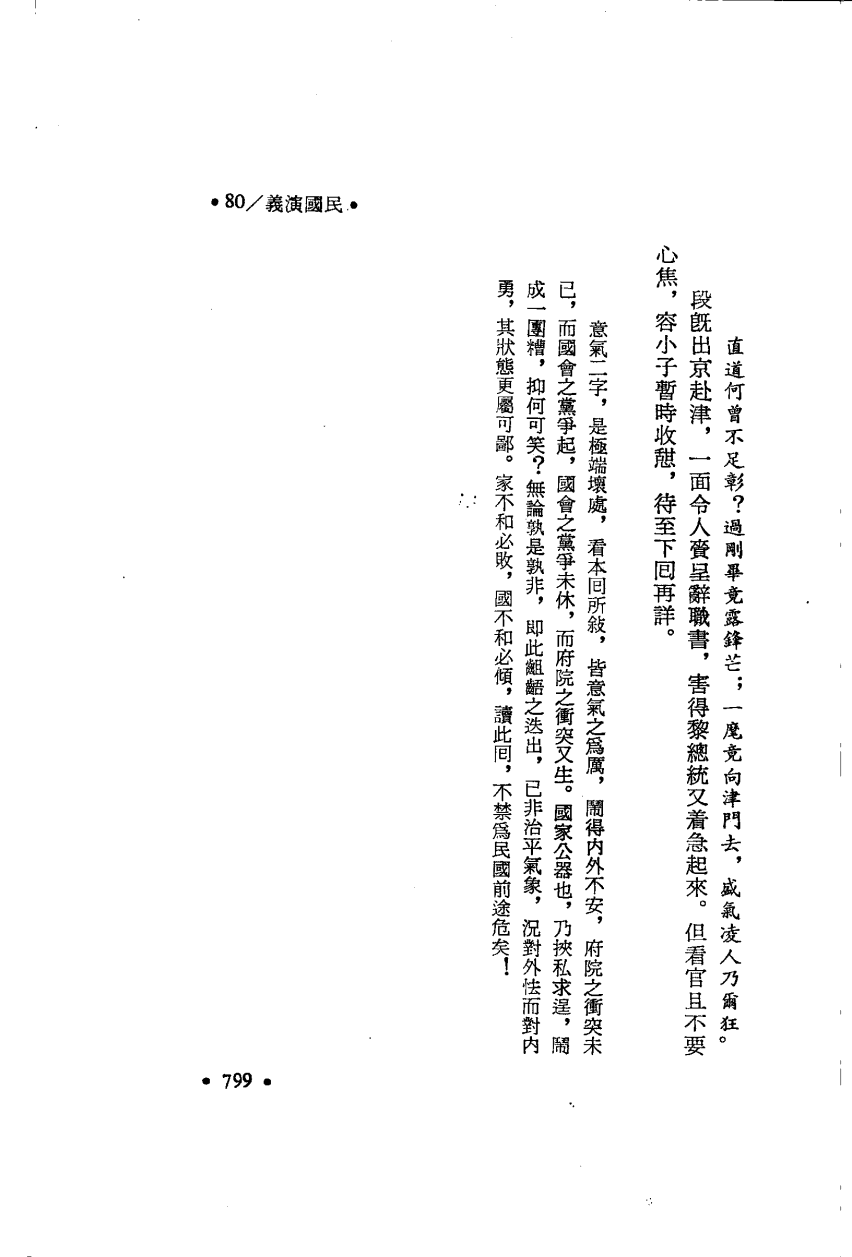 •80/義演國民•
直道何曾不足彰？過剛畢竟露鋒芒；一麾竟向津門去，盛氣凌人乃爾狂。
段旣出京赴津，一面令人賫呈辭職書，害得黎總統又着急起來。但看官且不要
心焦，容小子暫時收憇，待至下回再詳。
意氣二字，是極端壞處，看本回所敍，皆意氣之爲厲，鬧得內外不安，府院之衝突未
已，而國會之黨爭起，國會之黨爭未休，而府院之衝突又生。國家公器也，乃挾私求逞，鬧
成一團糟，抑何可笑？無論孰是孰非，卽此齟齬之迭出，已非治平氣象，況對外怯而對內
勇，其狀態更屬可鄙。家不和必敗，國不和必傾，讀此回，不禁爲民國前途危矣！
•799•